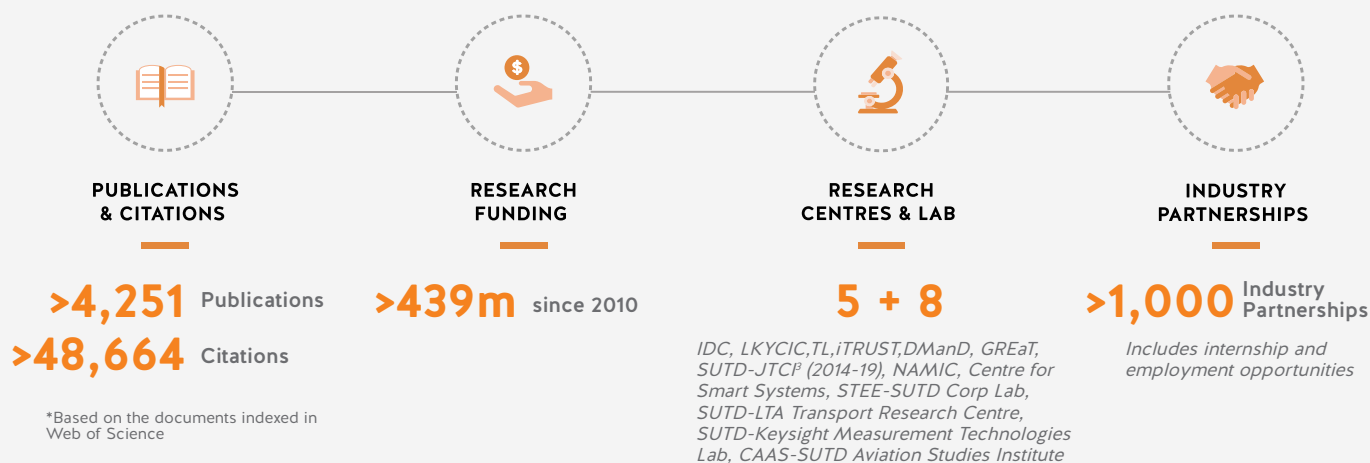 PUBLICATIONS
& CITATIONS
>4,251 Publications
>48,664 Citations
*Based on the documents indexed in
Web of Science
RESEARCH
FUNDING
>439m since 2010
RESEARCH
CENTRES & LAB
5 + 8
IDC, LKYCIC,TL,iTRUST,DManD, GREaT,
SUTD-JTCI³ (2014-19), NAMIC, Centre for
Smart Systems, STEE-SUTD Corp Lab,
SUTD-LTA Transport Research Centre,
SUTD-Keysight Measurement Technologies
Lab, CAAS-SUTD Aviation Studies Institute
INDUSTRY
PARTNERSHIPS
>1,000 Industry
Partnerships
Includes internship and
employment opportunities